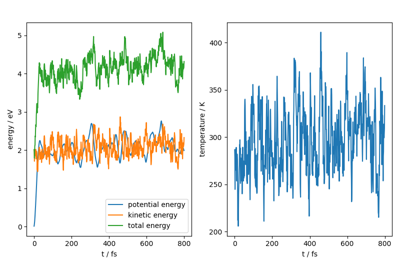 energy / eV
5
4
3
2
1
0
potential energy
kinetic energy
total energy
0 200 400 600 800
t / fs
temperature / K
400
350
300
250
200
0 200 400 600 800
t / fs